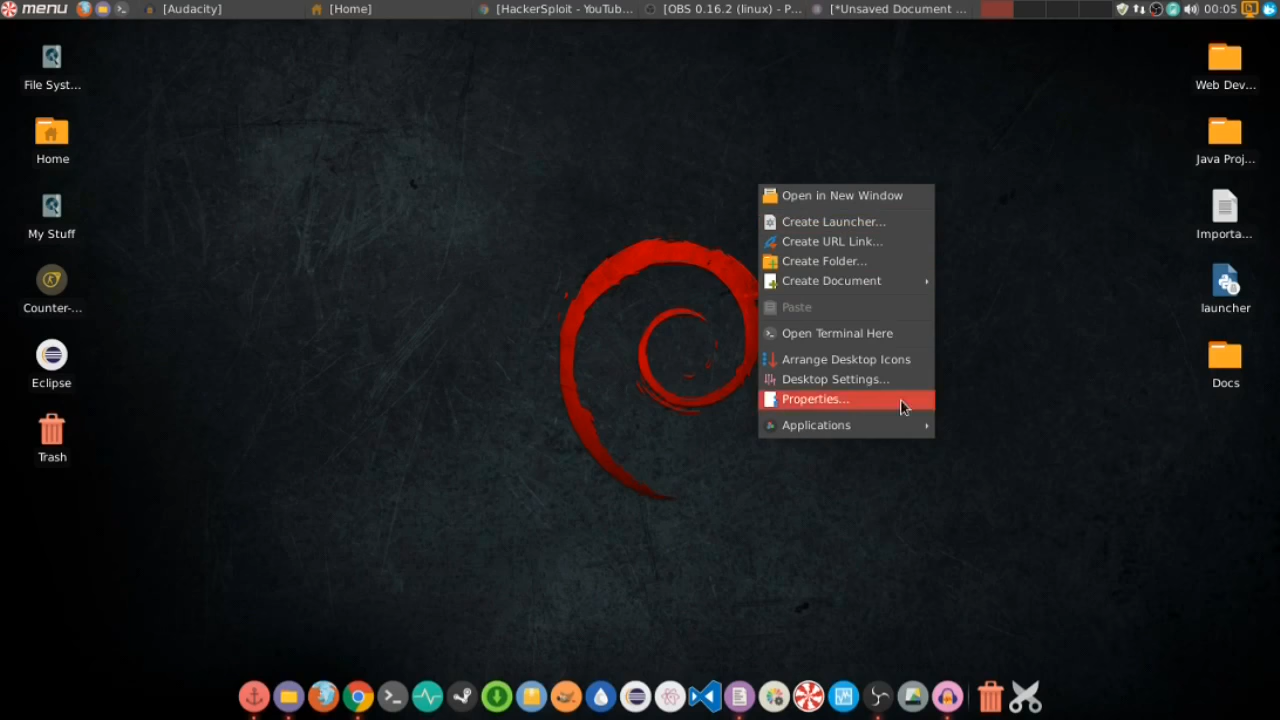 menu
[Audacity]
[Home]
[HackerSploit - YouTub...
[OBS 0.16.2 (linux) - P...
[*Unsaved Document ...
00:05
File Syst...
Home
My Stuff
Counter-...
Eclipse
Trash
Open in New Window
Create Launcher...
Create URL Link...
Create Folder...
Create Document
Paste
Open Terminal Here
Arrange Desktop Icons
Desktop Settings...
Properties...
Applications
Web Dev...
Java Proj...
Importa...
launcher
Docs